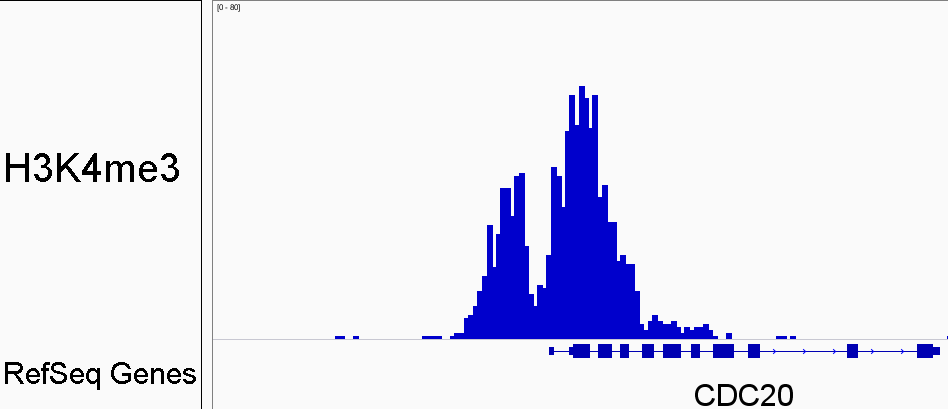 [0 - 80]
H3K4me3
RefSeq Genes
CDC20